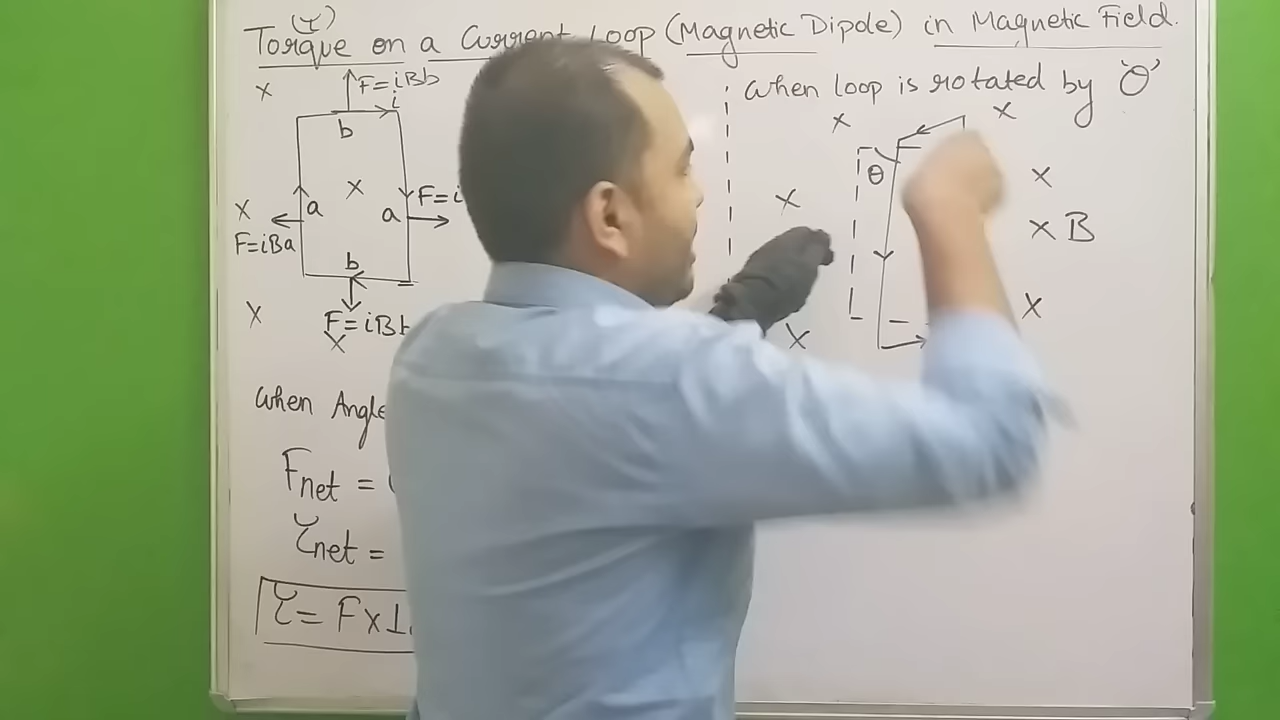 (τ)
Torque on a Current Loop (Magnetic Dipole) in Magnetic Field.
x F=iBb
i
b
x
a
a
F=i
x
F=iBa
b
x
F=iBb
x
When Angle
Fnet =
τnet =
τ = F x ⊥
When loop is rotated by 'θ'
x x
θ
x
x
x B
x
x